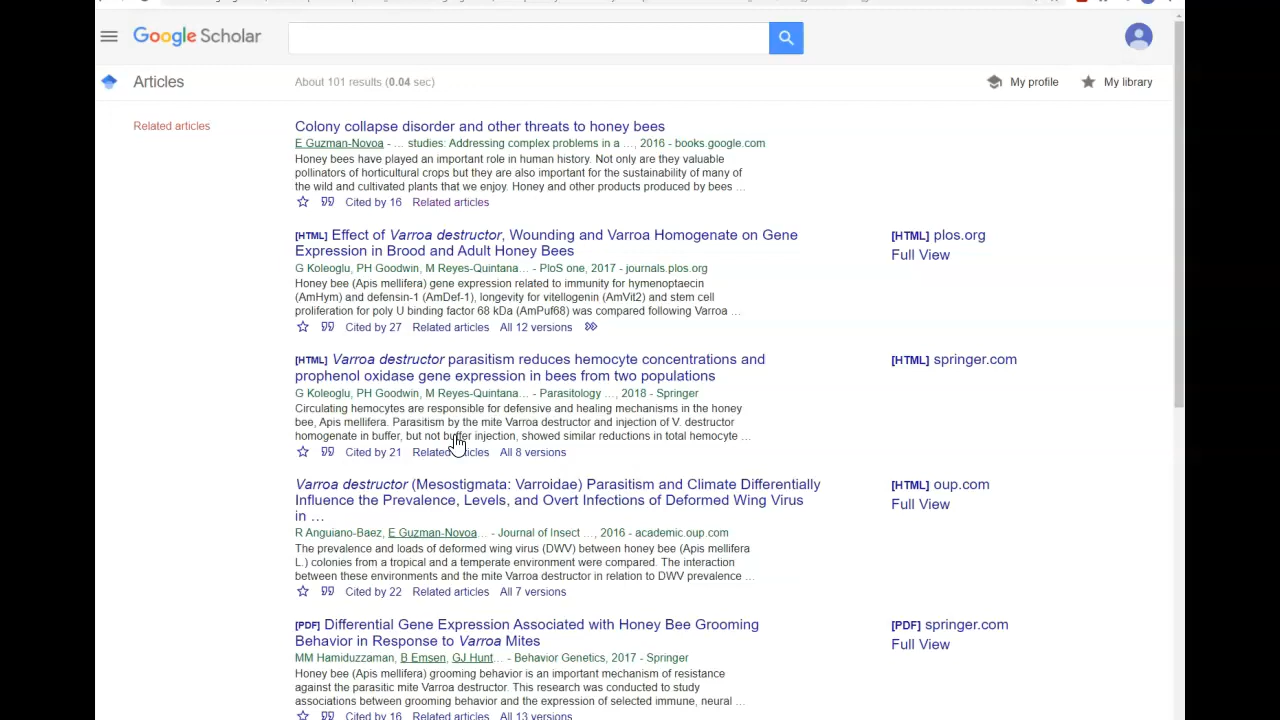 Google Scholar
Articles
About 101 results (0.04 sec)
My profile
My library
Related articles
Colony collapse disorder and other threats to honey bees
E Guzman-Novoa - … studies: Addressing complex problems in a …, 2016 - books.google.com
Honey bees have played an important role in human history. Not only are they valuable
pollinators of horticultural crops but they are also important for the sustainability of many of
the wild and cultivated plants that we enjoy. Honey and other products produced by bees …
Cited by 16 Related articles
[HTML] Effect of Varroa destructor, Wounding and Varroa Homogenate on Gene
Expression in Brood and Adult Honey Bees
G Koleoglu, PH Goodwin, M Reyes-Quintana… - PloS one, 2017 - journals.plos.org
Honey bee (Apis mellifera) gene expression related to immunity for hymenoptaecin
(AmHym) and defensin-1 (AmDef-1), longevity for vitellogenin (AmVit2) and stem cell
proliferation for poly U binding factor 68 kDa (AmPuf68) was compared following Varroa …
Cited by 27 Related articles All 12 versions
[HTML] plos.org
Full View
[HTML] Varroa destructor parasitism reduces hemocyte concentrations and
prophenol oxidase gene expression in bees from two populations
G Koleoglu, PH Goodwin, M Reyes-Quintana… - Parasitology …, 2018 - Springer
Circulating hemocytes are responsible for defensive and healing mechanisms in the honey
bee, Apis mellifera. Parasitism by the mite Varroa destructor and injection of V. destructor
homogenate in buffer, but not buffer injection, showed similar reductions in total hemocyte …
Cited by 21 Related articles All 8 versions
[HTML] springer.com
Varroa destructor (Mesostigmata: Varroidae) Parasitism and Climate Differentially
Influence the Prevalence, Levels, and Overt Infections of Deformed Wing Virus
in …
R Anguiano-Baez, E Guzman-Novoa… - Journal of Insect …, 2016 - academic.oup.com
The prevalence and loads of deformed wing virus (DWV) between honey bee (Apis mellifera
L.) colonies from a tropical and a temperate environment were compared. The interaction
between these environments and the mite Varroa destructor in relation to DWV prevalence …
Cited by 22 Related articles All 7 versions
[HTML] oup.com
Full View
[PDF] Differential Gene Expression Associated with Honey Bee Grooming
Behavior in Response to Varroa Mites
MM Hamiduzzaman, B Emsen, GJ Hunt… - Behavior Genetics, 2017 - Springer
Honey bee (Apis mellifera) grooming behavior is an important mechanism of resistance
against the parasitic mite Varroa destructor. This research was conducted to study
associations between grooming behavior and the expression of selected immune, neural …
Cited by 16 Related articles All 13 versions
[PDF] springer.com
Full View